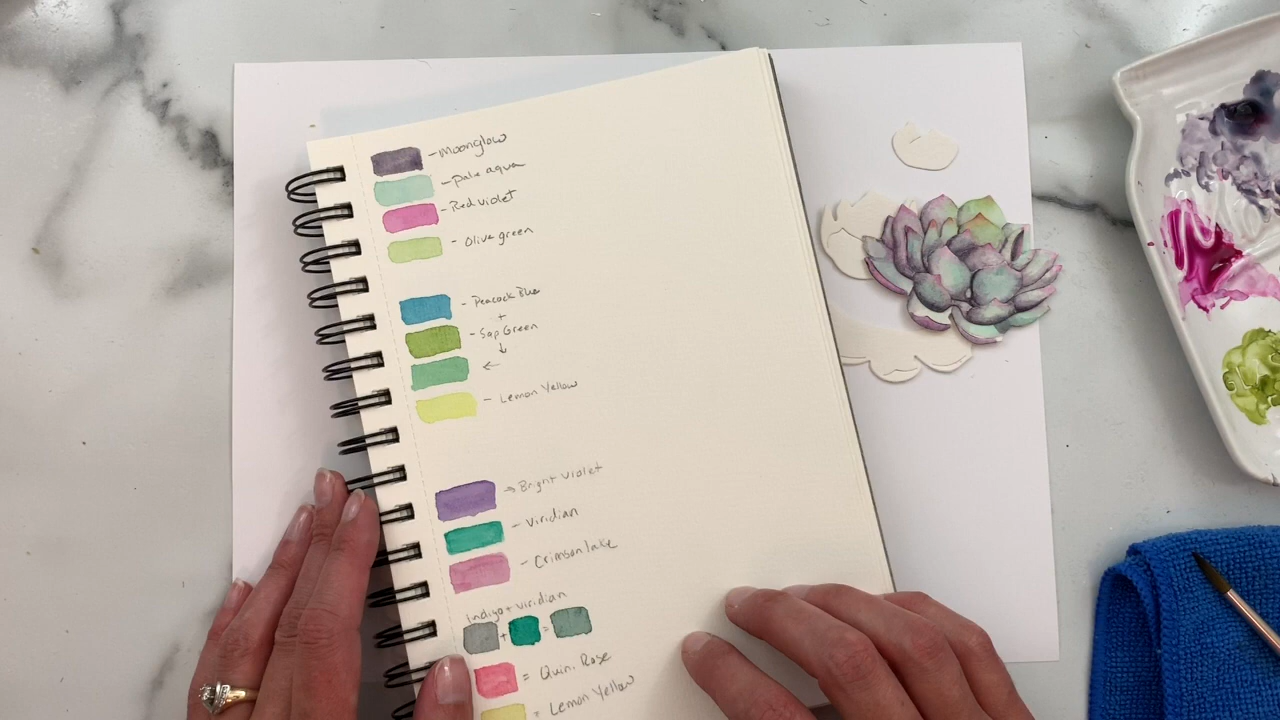 - Moonglow
- pale aqua
- Red violet
- Olive green
- Peacock Blue
+
- Sap Green
↓
←
- Lemon Yellow
→ Bright violet
- viridian
- Crimson lake
indigo + viridian
+ =
= Quin. Rose
= Lemon Yellow